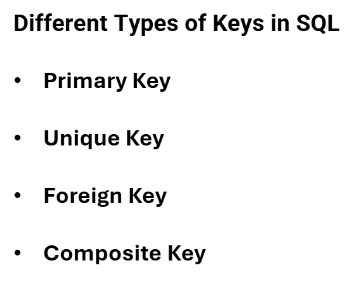 Different Types of Keys in SQL
• Primary Key
• Unique Key
• Foreign Key
• Composite Key